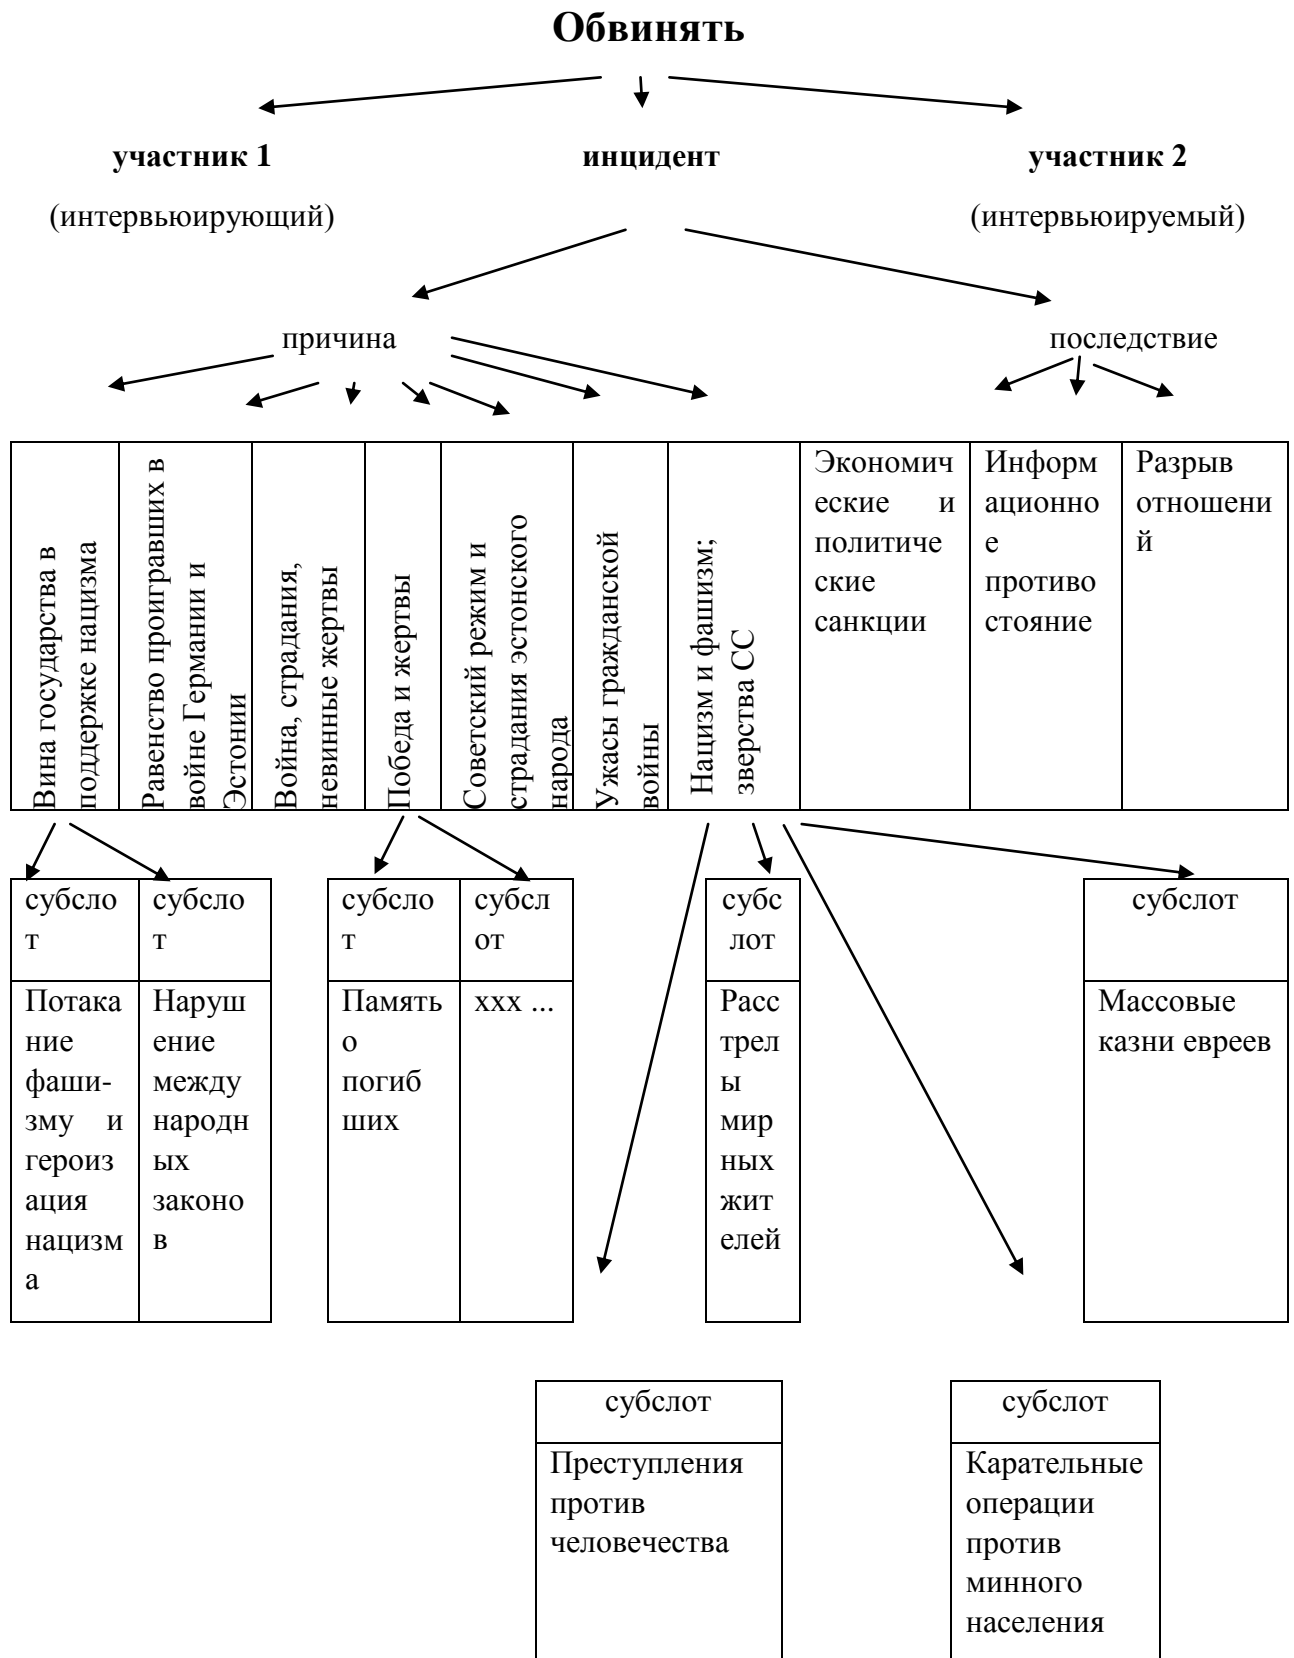 Обвинять
участник 1
инцидент
участник 2
(интервьюирующий)
(интервьюируемый)
причина
последствие
Вина государства в
поддержке нацизма
Равенство проигравших в
войне Германии и
Эстонии
Война, страдания,
невинные жертвы
Победа и жертвы
Советский режим и
страдания эстонского
народа
Ужасы гражданской
войны
Нацизм и фашизм;
зверства СС
Экономич
еские и
политиче
ские
санкции
Информ
ационно
е
противо
стояние
Разрыв
отношени
й
субсло
т
Потака
ние
фаши-
зму и
героиз
ация
нацизм
а
субсло
т
Наруш
ение
между
народн
ых
законо
в
субсло
т
Память
о
погиб
ших
субсл
от
xxx ...
субс
лот
Расс
трел
ы
мир
ных
жит
елей
субслот
Массовые
казни евреев
субслот
Преступления
против
человечества
субслот
Карательные
операции
против
минного
населения